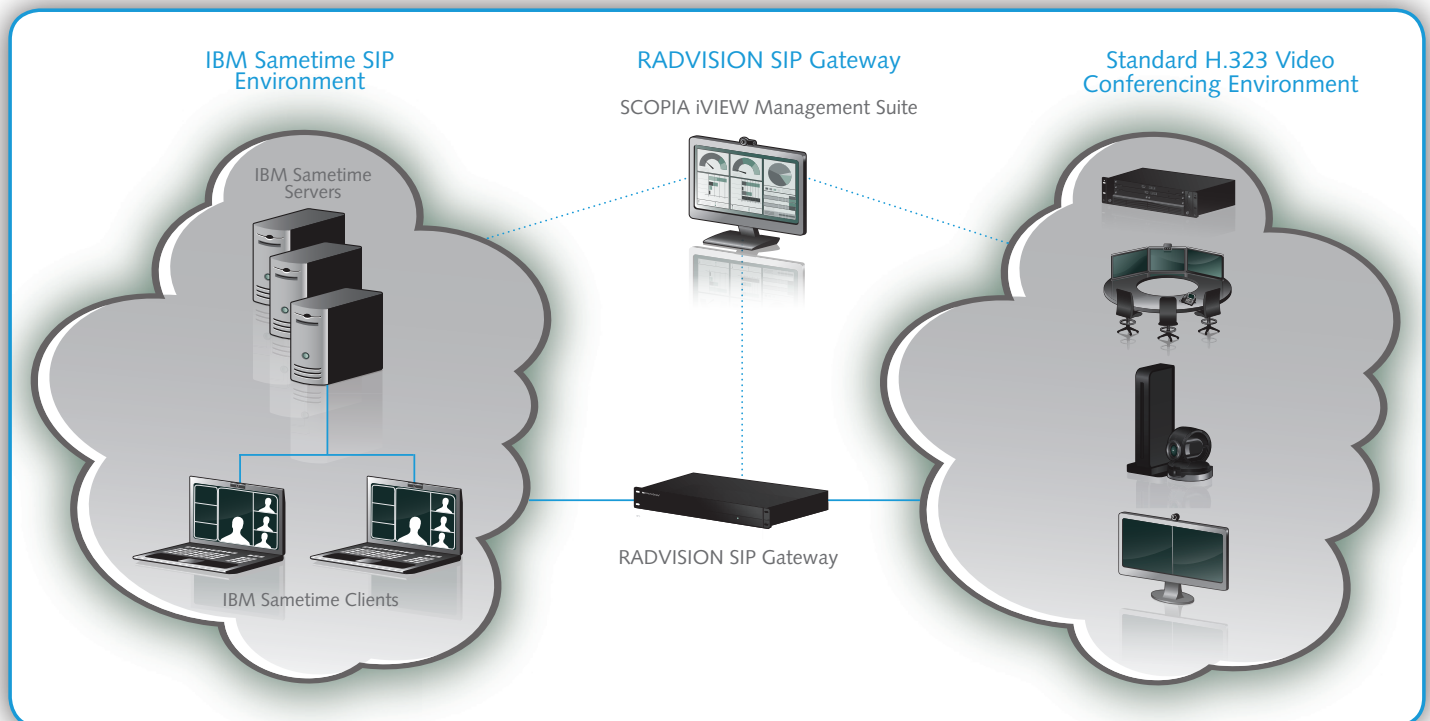 IBM Sametime SIP
Environment
RADVISION SIP Gateway
Standard H.323 Video
Conferencing Environment
SCOPIA iVIEW Management Suite
IBM Sametime
Servers
RADVISION SIP Gateway
IBM Sametime Clients